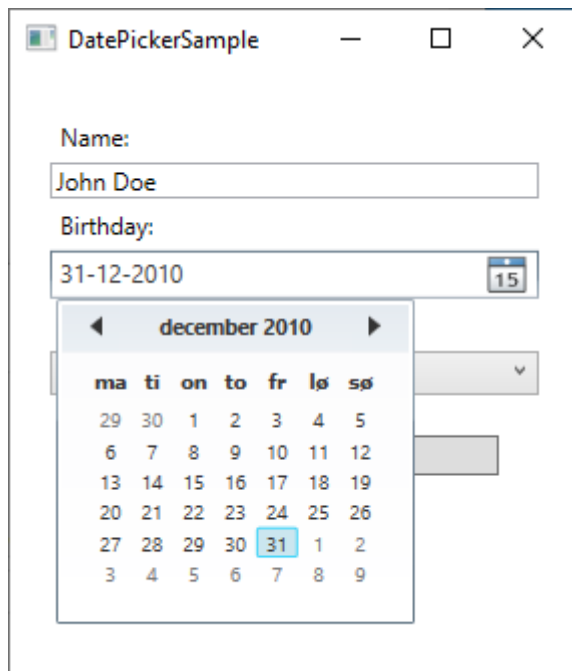 DatePickerSample
Name:
John Doe
Birthday:
31-12-2010
15
december 2010
ma ti on to fr lø sø
29 30 1 2 3 4 5
6 7 8 9 10 11 12
13 14 15 16 17 18 19
20 21 22 23 24 25 26
27 28 29 30 31 1 2
3 4 5 6 7 8 9